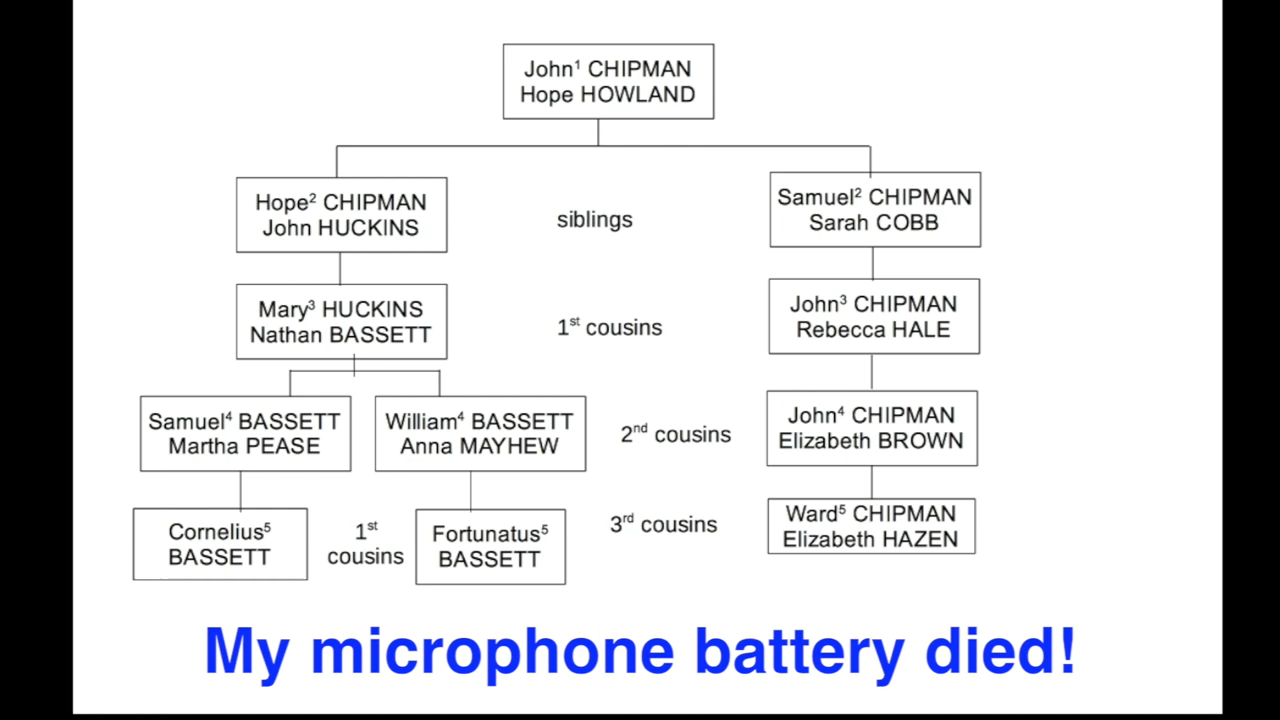 John¹ CHIPMAN
Hope HOWLAND
Hope² CHIPMAN
John HUCKINS
siblings
Samuel² CHIPMAN
Sarah COBB
Mary³ HUCKINS
Nathan BASSETT
1ˢᵗ cousins
John³ CHIPMAN
Rebecca HALE
Samuel⁴ BASSETT
Martha PEASE
William⁴ BASSETT
Anna MAYHEW
2ⁿᵈ cousins
John⁴ CHIPMAN
Elizabeth BROWN
Cornelius⁵
BASSETT
1ˢᵗ
cousins
Fortunatus⁵
BASSETT
3ʳᵈ cousins
Ward⁵ CHIPMAN
Elizabeth HAZEN
My microphone battery died!